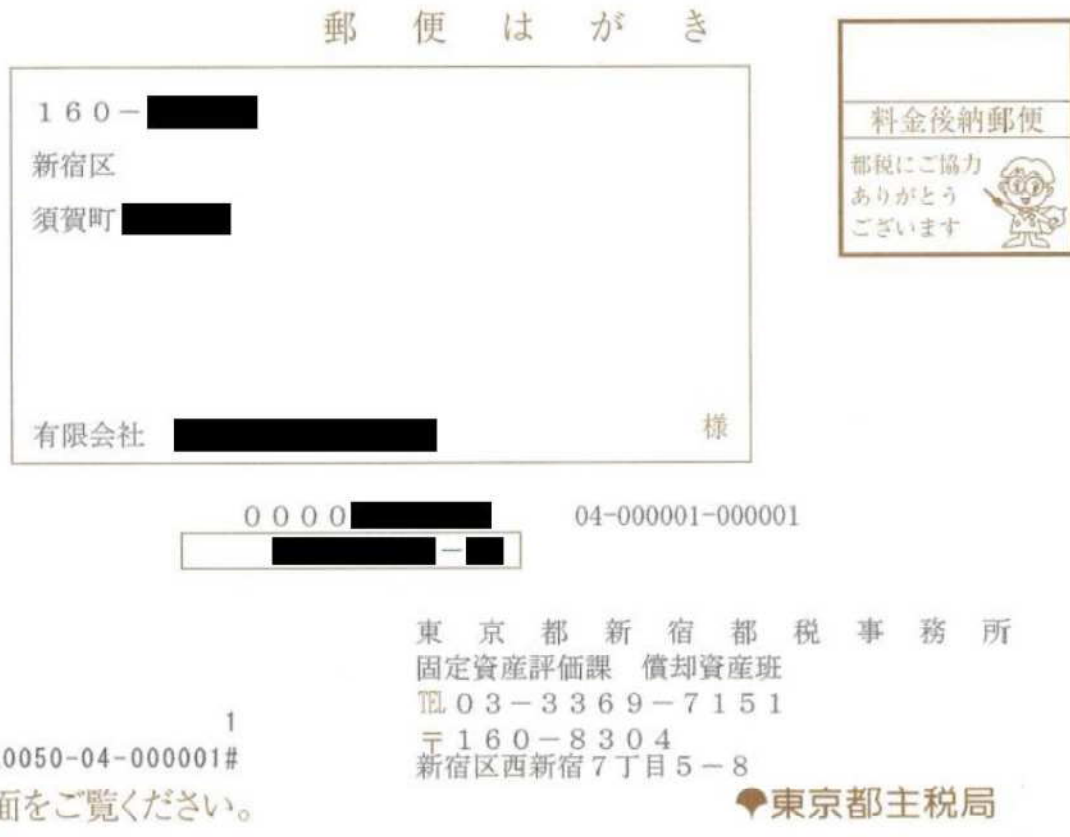 郵便はがき
160-
新宿区
須賀町
有限会社
様
料金後納郵便
都税にご協力
ありがとう
ございます
0000
04-000001-000001
-
東京都新宿都税事務所
固定資産評価課 償却資産班
℡03-3369-7151
〒160-8304
新宿区西新宿7丁目5-8
1
0050-04-000001#
面をご覧ください。
東京都主税局